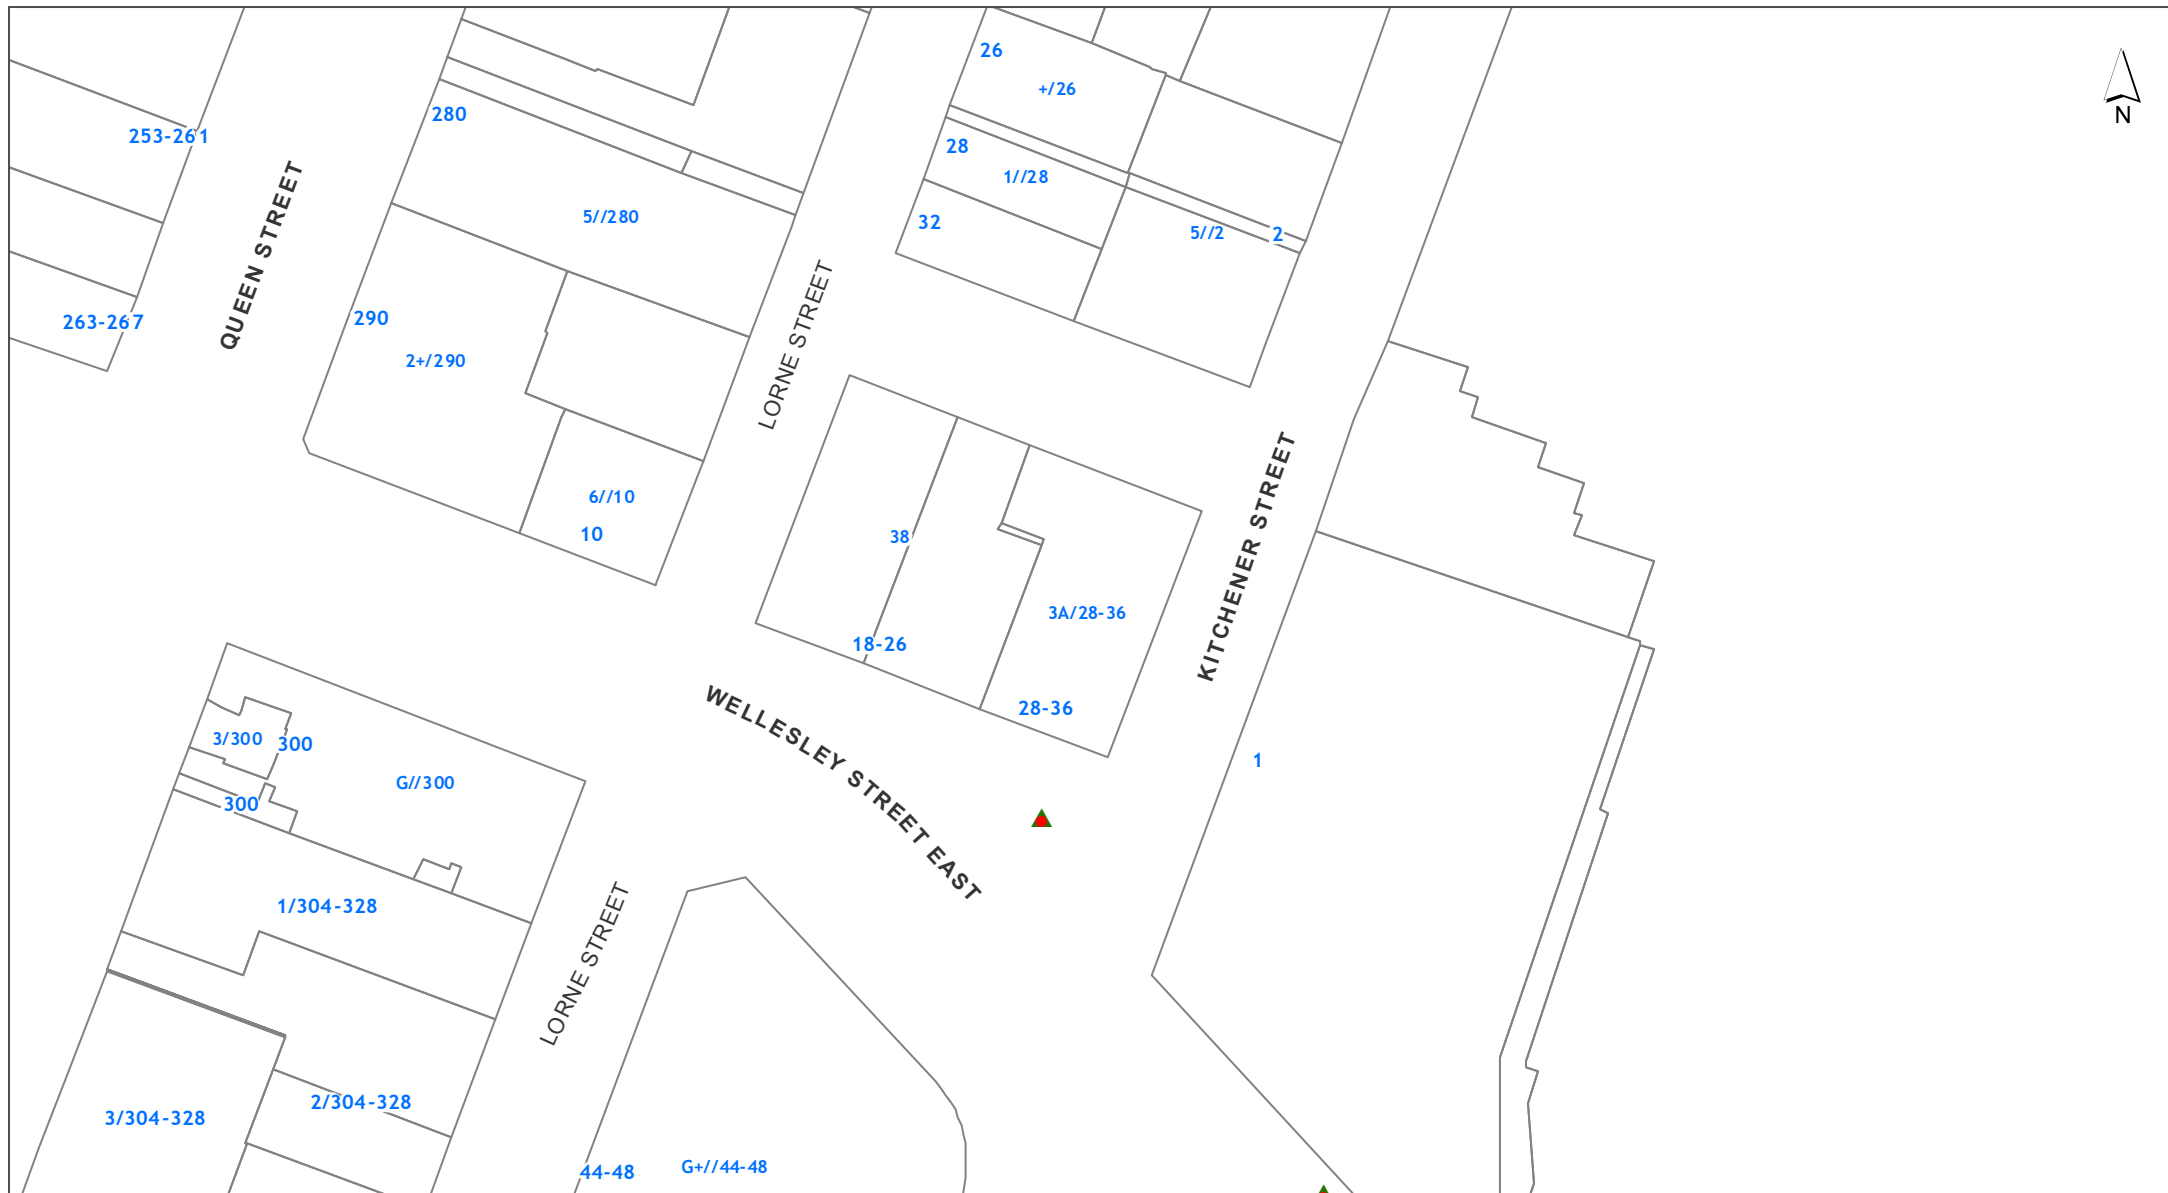 26
+/26
N
280
253-261
28
1//28
5//280
32
5//2
2
QUEEN STREET
290
263-267
2+/290
LORNE STREET
6//10
10
38
KITCHENER STREET
3A/28-36
18-26
28-36
3/300
300
1
G//300
300
WELLESLEY STREET EAST
1/304-328
LORNE STREET
2/304-328
3/304-328
44-48
G+//44-48